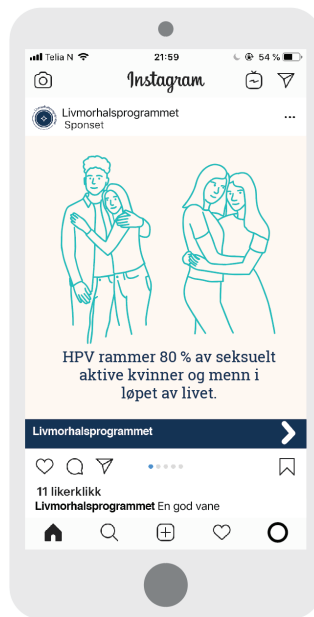 Telia N 21:59 54 %
Instagram
Livmorhalsprogrammet
Sponset
HPV rammer 80 % av seksuelt
aktive kvinner og menn i
løpet av livet.
Livmorhalsprogrammet
11 likerklikk
Livmorhalsprogrammet En god vane